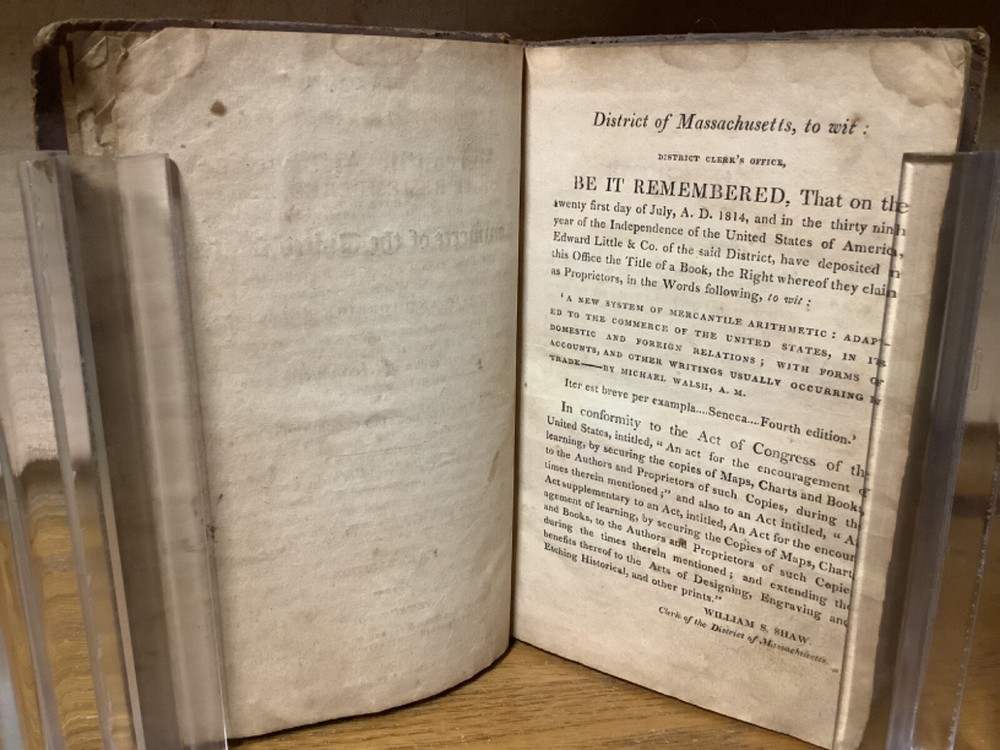 District of Massachusetts, to wit :
DISTRICT CLERK'S OFFICE,
BE IT REMEMBERED, That on the
twenty first day of July, A. D. 1814, and in the thirty ninth
year of the Independence of the United States of America,
Edward Little & Co. of the said District, have deposited in
this Office the Title of a Book, the Right whereof they claim
as Proprietors, in the Words following, to wit :
'A NEW SYSTEM OF MERCANTILE ARITHMETIC : ADAPT-
ED TO THE COMMERCE OF THE UNITED STATES, IN ITS
DOMESTIC AND FOREIGN RELATIONS ; WITH FORMS OF
ACCOUNTS, AND OTHER WRITINGS USUALLY OCCURRING IN
TRADE——BY MICHAEL WALSH, A. M.
Iter est breve per exampla....Seneca....Fourth edition.'
In conformity to the Act of Congress of the
United States, intitled, " An act for the encouragement of
learning, by securing the copies of Maps, Charts and Books,
to the Authors and Proprietors of such Copies, during the
times therein mentioned ;" and also to an Act intitled, " An
Act supplementary to an Act, intitled, An Act for the encour
agement of learning, by securing the Copies of Maps, Charts
and Books, to the Authors and Proprietors of such Copies
during the times therein mentioned ; and extending the
benefits thereof to the Arts of Designing, Engraving and
Etching Historical, and other prints."
WILLIAM S. SHAW
Clerk of the District of Massachusetts.